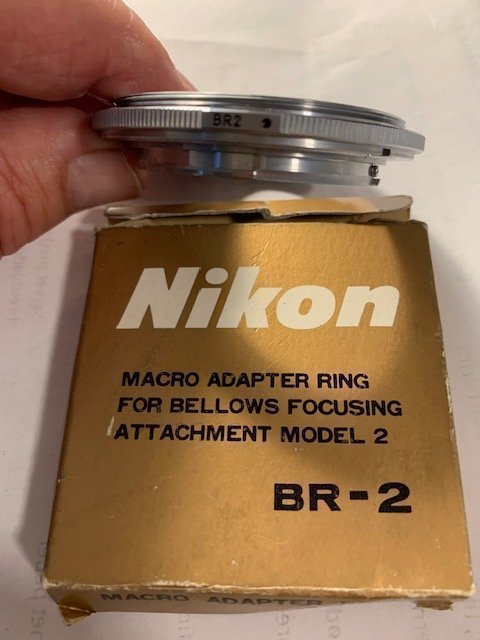 BR2
Nikon
MACRO ADAPTER RING
FOR BELLOWS FOCUSING
ATTACHMENT MODEL 2
BR-2
MACRO ADAPTER